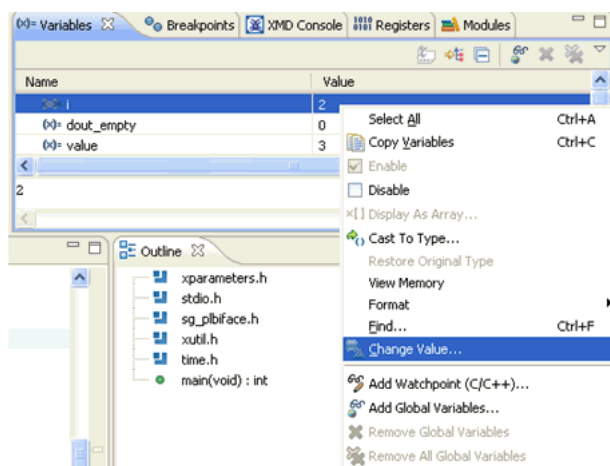 (x)= Variables Breakpoints XMD Console 1010 0101 Registers Modules
Name Value
(x)= i 2
(x)= dout_empty 0
(x)= value 3
2
Select All Ctrl+A
Copy Variables Ctrl+C
Enable
Disable
×[] Display As Array...
Cast To Type...
Restore Original Type
View Memory
Format
Find... Ctrl+F
Change Value...
Add Watchpoint (C/C++)...
Add Global Variables...
Remove Global Variables
Remove All Global Variables
Outline
xparameters.h
stdio.h
sg_plbiface.h
xutil.h
time.h
main(void) : int